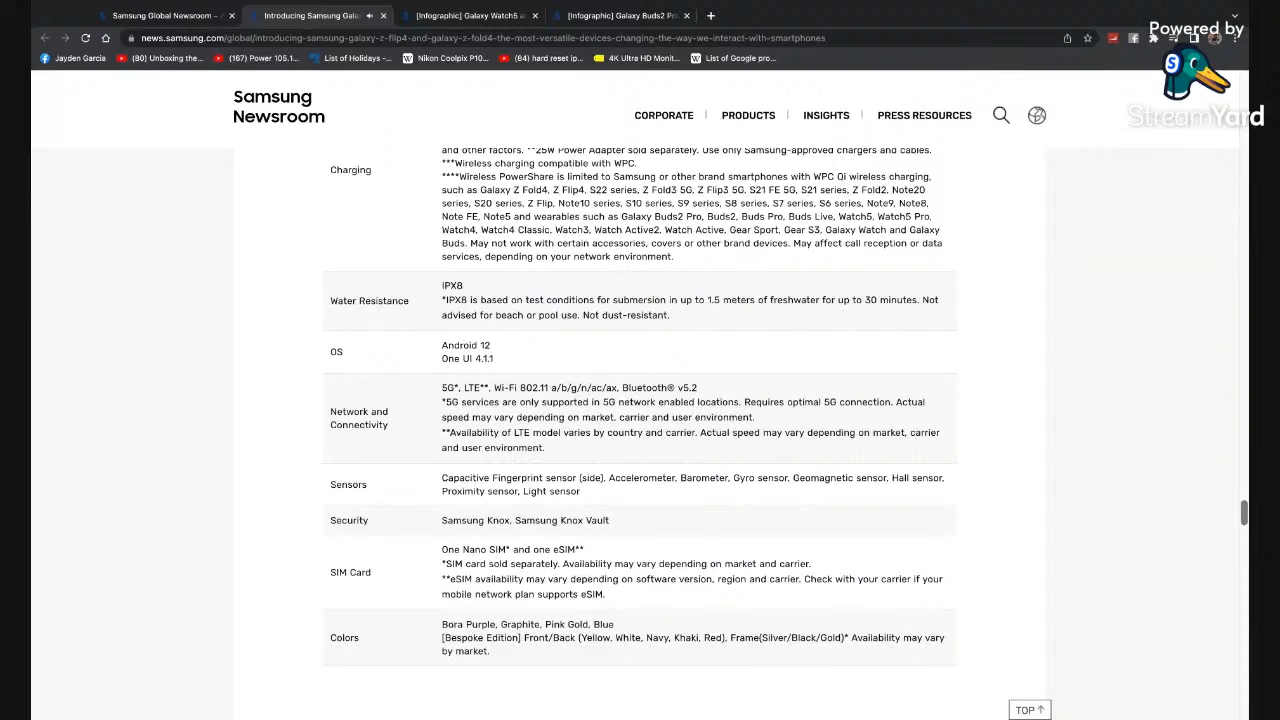 Samsung Global Newsroom –
Introducing Samsung Gala
[Infographic] Galaxy Watch5 a
[Infographic] Galaxy Buds2 Pro
news.samsung.com/global/introducing-samsung-galaxy-z-flip4-and-galaxy-z-fold4-the-most-versatile-devices-changing-the-way-we-interact-with-smartphones
Powered by
Jayden Garcia
(80) Unboxing the...
(167) Power 105.1...
List of Holidays -...
Nikon Coolpix P10...
(64) hard reset ip...
4K Ultra HD Monit...
List of Google pro...
StreamYard
Samsung
Newsroom
CORPORATE
PRODUCTS
INSIGHTS
PRESS RESOURCES
Charging
and other factors. **25W Power Adapter sold separately. Use only Samsung-approved chargers and cables.
***Wireless charging compatible with WPC.
****Wireless PowerShare is limited to Samsung or other brand smartphones with WPC Qi wireless charging,
such as Galaxy Z Fold4, Z Flip4, S22 series, Z Fold3 5G, Z Flip3 5G, S21 FE 5G, S21 series, Z Fold2, Note20
series, S20 series, Z Flip, Note10 series, S10 series, S9 series, S8 series, S7 series, S6 series, Note9, Note8,
Note FE, Note5 and wearables such as Galaxy Buds2 Pro, Buds2, Buds Pro, Buds Live, Watch5, Watch5 Pro,
Watch4, Watch4 Classic, Watch3, Watch Active2, Watch Active, Gear Sport, Gear S3, Galaxy Watch and Galaxy
Buds. May not work with certain accessories, covers or other brand devices. May affect call reception or data
services, depending on your network environment.
Water Resistance
IPX8
*IPX8 is based on test conditions for submersion in up to 1.5 meters of freshwater for up to 30 minutes. Not
advised for beach or pool use. Not dust-resistant.
OS
Android 12
One UI 4.1.1
Network and
Connectivity
5G*, LTE**, Wi-Fi 802.11 a/b/g/n/ac/ax, Bluetooth® v5.2
*5G services are only supported in 5G network enabled locations. Requires optimal 5G connection. Actual
speed may vary depending on market, carrier and user environment.
**Availability of LTE model varies by country and carrier. Actual speed may vary depending on market, carrier
and user environment.
Sensors
Capacitive Fingerprint sensor (side), Accelerometer, Barometer, Gyro sensor, Geomagnetic sensor, Hall sensor,
Proximity sensor, Light sensor
Security
Samsung Knox, Samsung Knox Vault
SIM Card
One Nano SIM* and one eSIM**
*SIM card sold separately. Availability may vary depending on market and carrier.
**eSIM availability may vary depending on software version, region and carrier. Check with your carrier if your
mobile network plan supports eSIM.
Colors
Bora Purple, Graphite, Pink Gold, Blue
[Bespoke Edition] Front/Back (Yellow, White, Navy, Khaki, Red), Frame(Silver/Black/Gold)* Availability may vary
by market.
TOP